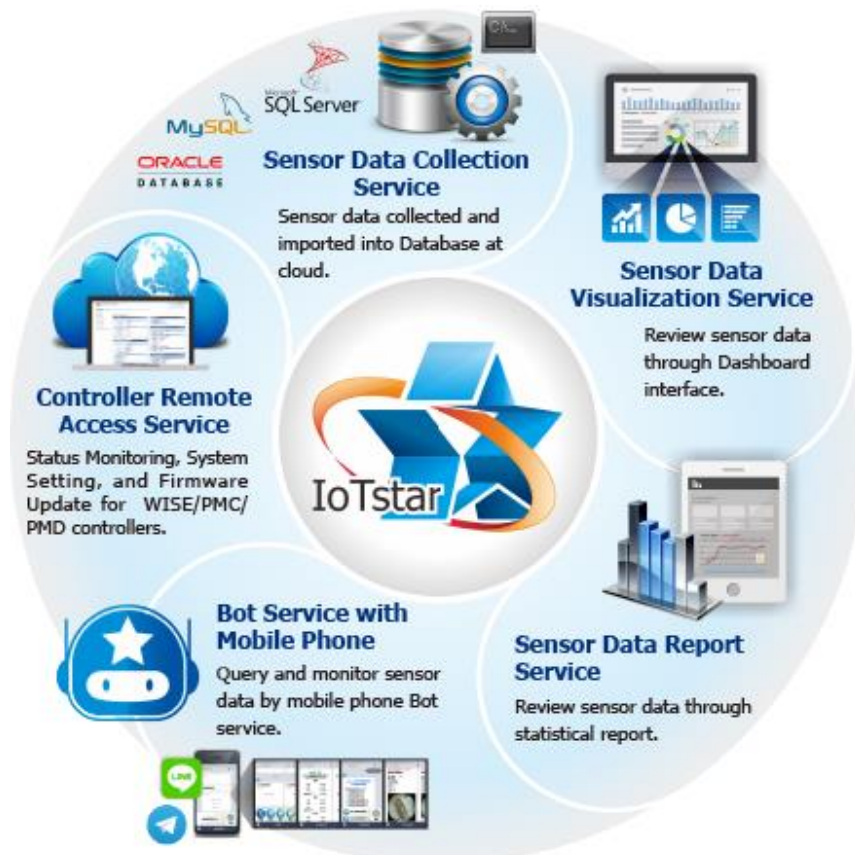 C:\_
Microsoft
SQL Server
MySQL
ORACLE
DATABASE
Sensor Data Collection
Service
Sensor data collected and
imported into Database at
cloud.
Sensor Data
Visualization Service
Review sensor data
through Dashboard
interface.
Controller Remote
Access Service
Status Monitoring, System
Setting, and Firmware
Update for WISE/PMC/
PMD controllers.
IoTstar
Bot Service with
Mobile Phone
Query and monitor sensor
data by mobile phone Bot
service.
LINE
Sensor Data Report
Service
Review sensor data through
statistical report.